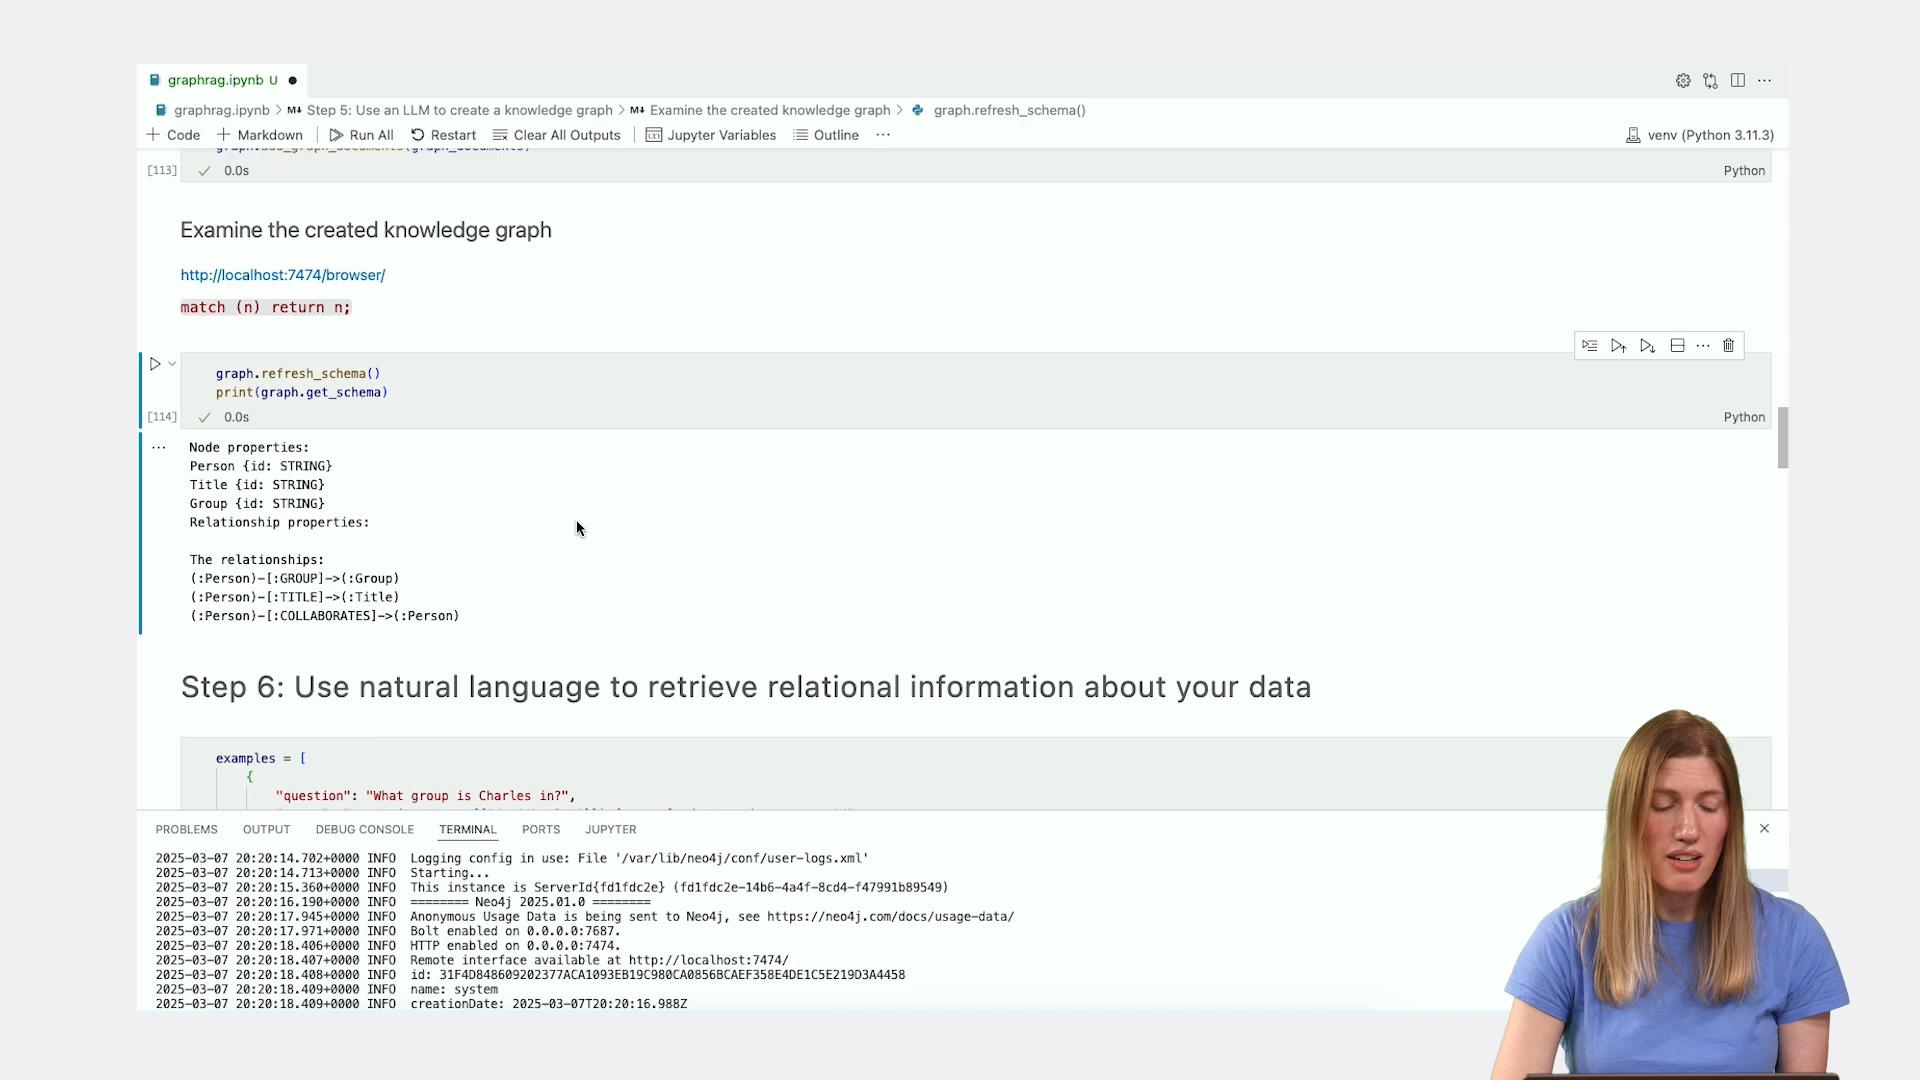 graphrag.ipynb U
graphrag.ipynb > M↓ Step 5: Use an LLM to create a knowledge graph > M↓ Examine the created knowledge graph > graph.refresh_schema()
+ Code + Markdown Run All Restart Clear All Outputs Jupyter Variables Outline ... venv (Python 3.11.3)
graph.add_graph_documents(graph_documents)
[113] 0.0s Python
Examine the created knowledge graph
http://localhost:7474/browser/
match (n) return n;
graph.refresh_schema()
print(graph.get_schema)
[114] 0.0s Python
... Node properties:
Person {id: STRING}
Title {id: STRING}
Group {id: STRING}
Relationship properties:
The relationships:
(:Person)-[:GROUP]->(:Group)
(:Person)-[:TITLE]->(:Title)
(:Person)-[:COLLABORATES]->(:Person)
Step 6: Use natural language to retrieve relational information about your data
examples = [
{
"question": "What group is Charles in?",
PROBLEMS OUTPUT DEBUG CONSOLE TERMINAL PORTS JUPYTER
2025-03-07 20:20:14.702+0000 INFO Logging config in use: File '/var/lib/neo4j/conf/user-logs.xml'
2025-03-07 20:20:14.713+0000 INFO Starting...
2025-03-07 20:20:15.360+0000 INFO This instance is ServerId{fd1fdc2e} (fd1fdc2e-14b6-4a4f-8cd4-f47991b89549)
2025-03-07 20:20:16.190+0000 INFO ======== Neo4j 2025.01.0 ========
2025-03-07 20:20:17.945+0000 INFO Anonymous Usage Data is being sent to Neo4j, see https://neo4j.com/docs/usage-data/
2025-03-07 20:20:17.971+0000 INFO Bolt enabled on 0.0.0.0:7687.
2025-03-07 20:20:18.406+0000 INFO HTTP enabled on 0.0.0.0:7474.
2025-03-07 20:20:18.407+0000 INFO Remote interface available at http://localhost:7474/
2025-03-07 20:20:18.408+0000 INFO id: 31F4D848609202377ACA1093EB19C980CA0856BCAEF358E4DE1C5E219D3A4458
2025-03-07 20:20:18.409+0000 INFO name: system
2025-03-07 20:20:18.409+0000 INFO creationDate: 2025-03-07T20:20:16.988Z